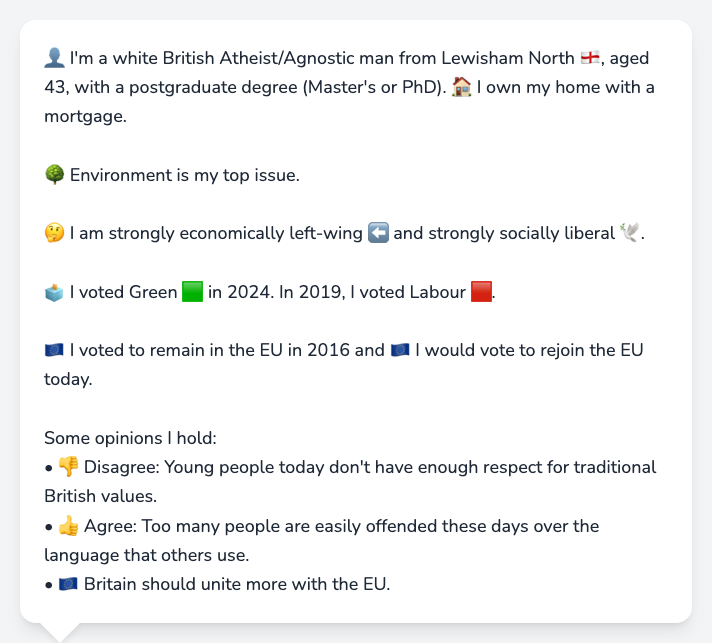 👤 I'm a white British Atheist/Agnostic man from Lewisham North 🏴󠁧󠁢󠁥󠁮󠁧󠁿, aged
43, with a postgraduate degree (Master's or PhD). 🏠 I own my home with a
mortgage.
🌳 Environment is my top issue.
🤔 I am strongly economically left-wing ⬅️ and strongly socially liberal 🕊️.
🗳️ I voted Green 🟩 in 2024. In 2019, I voted Labour 🟥.
🇪🇺 I voted to remain in the EU in 2016 and 🇪🇺 I would vote to rejoin the EU
today.
Some opinions I hold:
• 👎 Disagree: Young people today don't have enough respect for traditional
British values.
• 👍 Agree: Too many people are easily offended these days over the
language that others use.
• 🇪🇺 Britain should unite more with the EU.